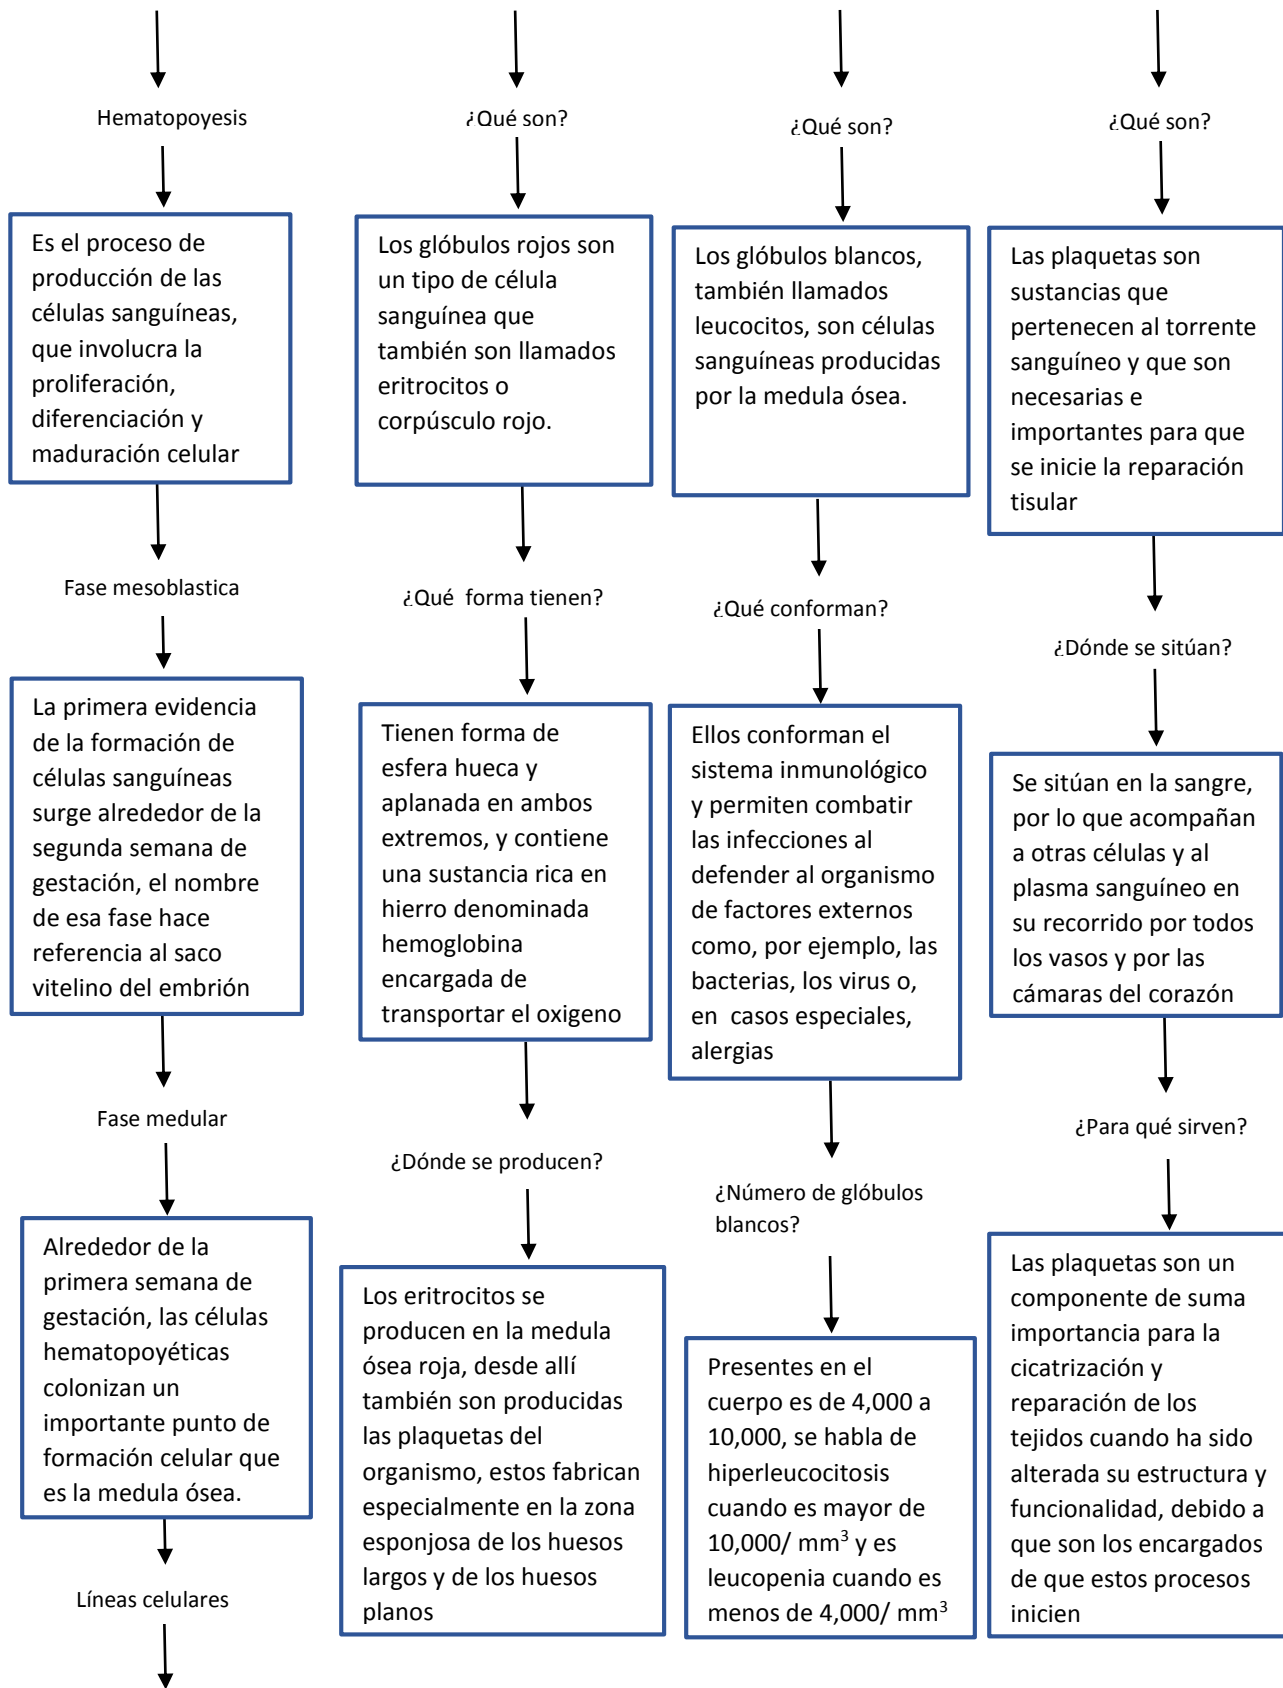 Hematopoyesis
Es el proceso de
producción de las
células sanguíneas,
que involucra la
proliferación,
diferenciación y
maduración celular
Fase mesoblastica
La primera evidencia
de la formación de
células sanguíneas
surge alrededor de la
segunda semana de
gestación, el nombre
de esa fase hace
referencia al saco
vitelino del embrión
Fase medular
Alrededor de la
primera semana de
gestación, las células
hematopoyéticas
colonizan un
importante punto de
formación celular que
es la medula ósea.
Líneas celulares
¿Qué son?
Los glóbulos rojos son
un tipo de célula
sanguínea que
también son llamados
eritrocitos o
corpúsculo rojo.
¿Qué forma tienen?
Tienen forma de
esfera hueca y
aplanada en ambos
extremos, y contiene
una sustancia rica en
hierro denominada
hemoglobina
encargada de
transportar el oxigeno
¿Dónde se producen?
Los eritrocitos se
producen en la medula
ósea roja, desde allí
también son producidas
las plaquetas del
organismo, estos fabrican
especialmente en la zona
esponjosa de los huesos
largos y de los huesos
planos
¿Qué son?
Los glóbulos blancos,
también llamados
leucocitos, son células
sanguíneas producidas
por la medula ósea.
¿Qué conforman?
Ellos conforman el
sistema inmunológico
y permiten combatir
las infecciones al
defender al organismo
de factores externos
como, por ejemplo, las
bacterias, los virus o,
en casos especiales,
alergias
¿Número de glóbulos
blancos?
Presentes en el
cuerpo es de 4,000 a
10,000, se habla de
hiperleucocitosis
cuando es mayor de
10,000/ mm³ y es
leucopenia cuando es
menos de 4,000/ mm³
¿Qué son?
Las plaquetas son
sustancias que
pertenecen al torrente
sanguíneo y que son
necesarias e
importantes para que
se inicie la reparación
tisular
¿Dónde se sitúan?
Se sitúan en la sangre,
por lo que acompañan
a otras células y al
plasma sanguíneo en
su recorrido por todos
los vasos y por las
cámaras del corazón
¿Para qué sirven?
Las plaquetas son un
componente de suma
importancia para la
cicatrización y
reparación de los
tejidos cuando ha sido
alterada su estructura y
funcionalidad, debido a
que son los encargados
de que estos procesos
inicien